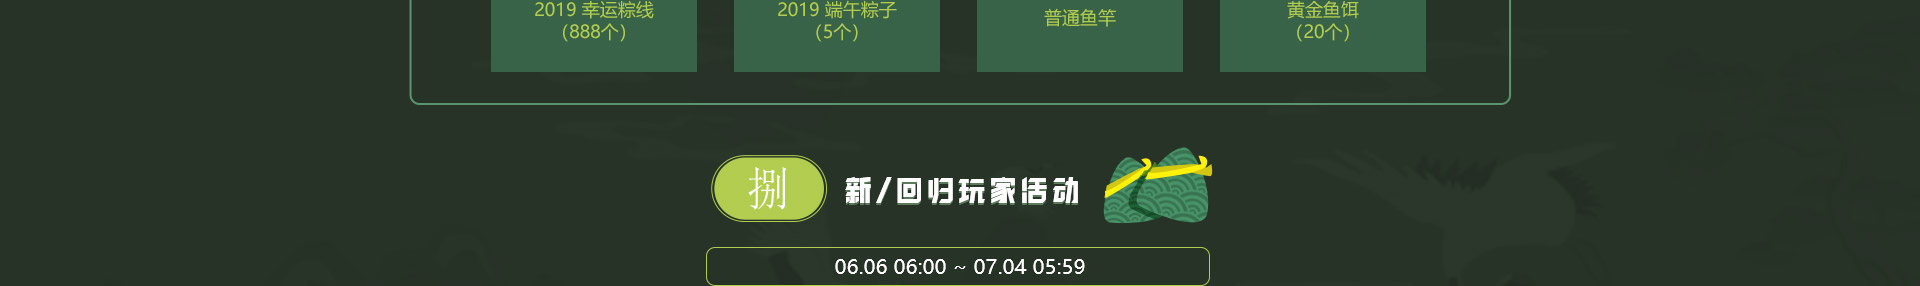 2019 幸运粽线
（888个）
2019 端午粽子
（5个）
普通鱼竿
黄金鱼饵
（20个）
捌
新/回归玩家活动
06.06 06:00 ~ 07.04 05:59